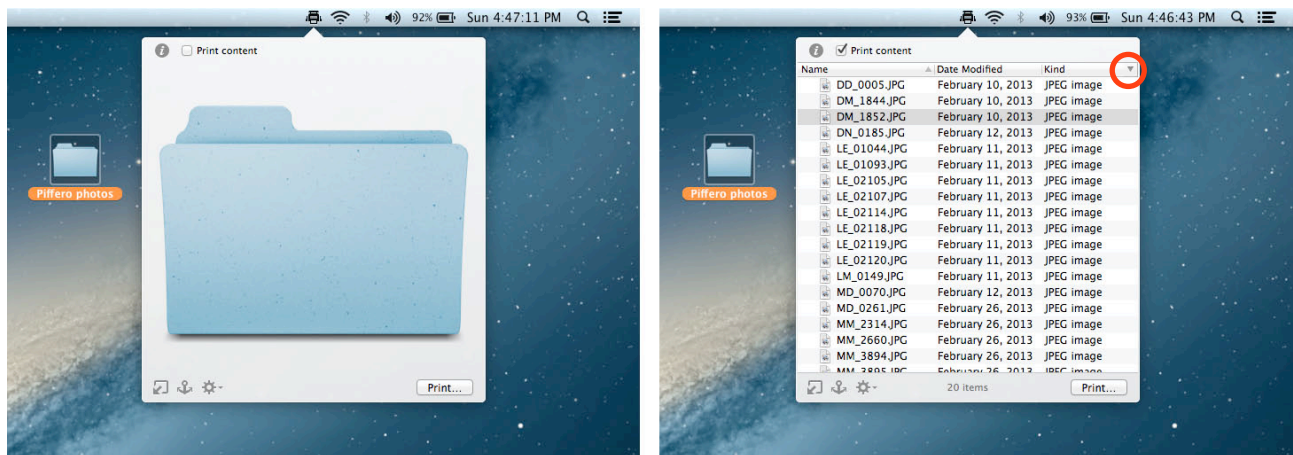 92% Sun 4:47:11 PM
Print content
Piffero photos
Print...
93% Sun 4:46:43 PM
Print content
Name Date Modified Kind
DD_0005.JPG February 10, 2013 JPEG image
DM_1844.JPG February 10, 2013 JPEG image
DM_1852.JPG February 10, 2013 JPEG image
DN_0185.JPG February 12, 2013 JPEG image
LE_01044.JPG February 11, 2013 JPEG image
LE_01093.JPG February 11, 2013 JPEG image
LE_02105.JPG February 11, 2013 JPEG image
LE_02107.JPG February 11, 2013 JPEG image
LE_02114.JPG February 11, 2013 JPEG image
LE_02118.JPG February 11, 2013 JPEG image
LE_02119.JPG February 11, 2013 JPEG image
LE_02120.JPG February 11, 2013 JPEG image
LM_0149.JPG February 11, 2013 JPEG image
MD_0070.JPG February 12, 2013 JPEG image
MD_0261.JPG February 26, 2013 JPEG image
MM_2314.JPG February 26, 2013 JPEG image
MM_2660.JPG February 26, 2013 JPEG image
MM_3894.JPG February 26, 2013 JPEG image
MM_3895.JPG February 26, 2013 JPEG image
Piffero photos
20 items Print...